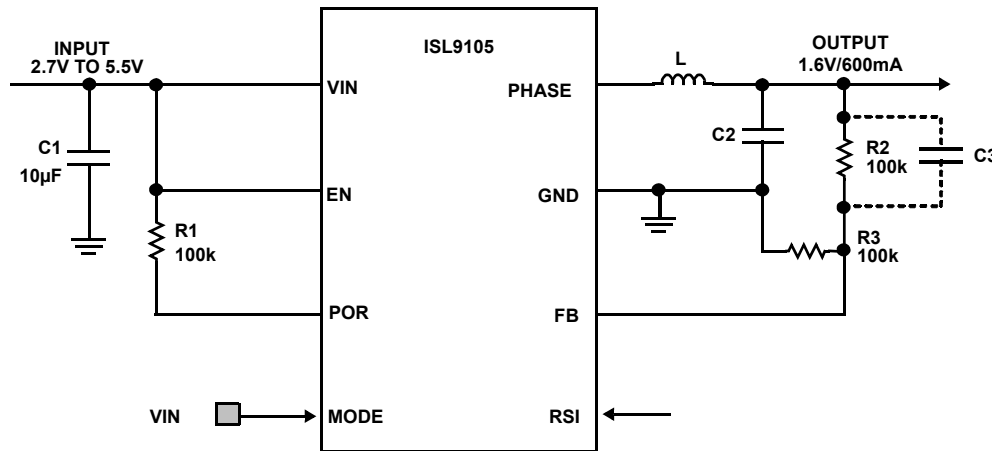 ISL9105
INPUT
2.7V TO 5.5V
OUTPUT
1.6V/600mA
L
VIN
PHASE
C1
10µF
C2
R2
100k
C3
EN
GND
R1
100k
R3
100k
POR
FB
VIN
MODE
RSI